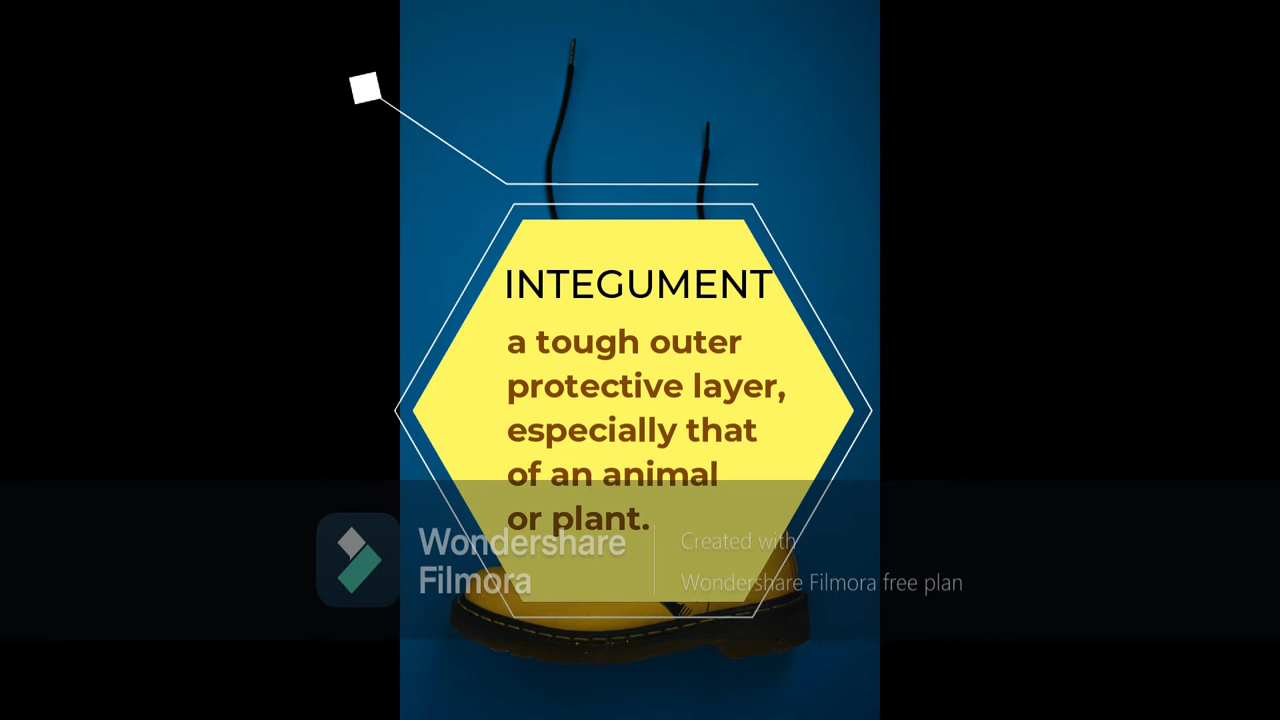 INTEGUMENT
a tough outer
protective layer,
especially that
of an animal
or plant.
Wondershare
Filmora
Created with
Wondershare Filmora free plan